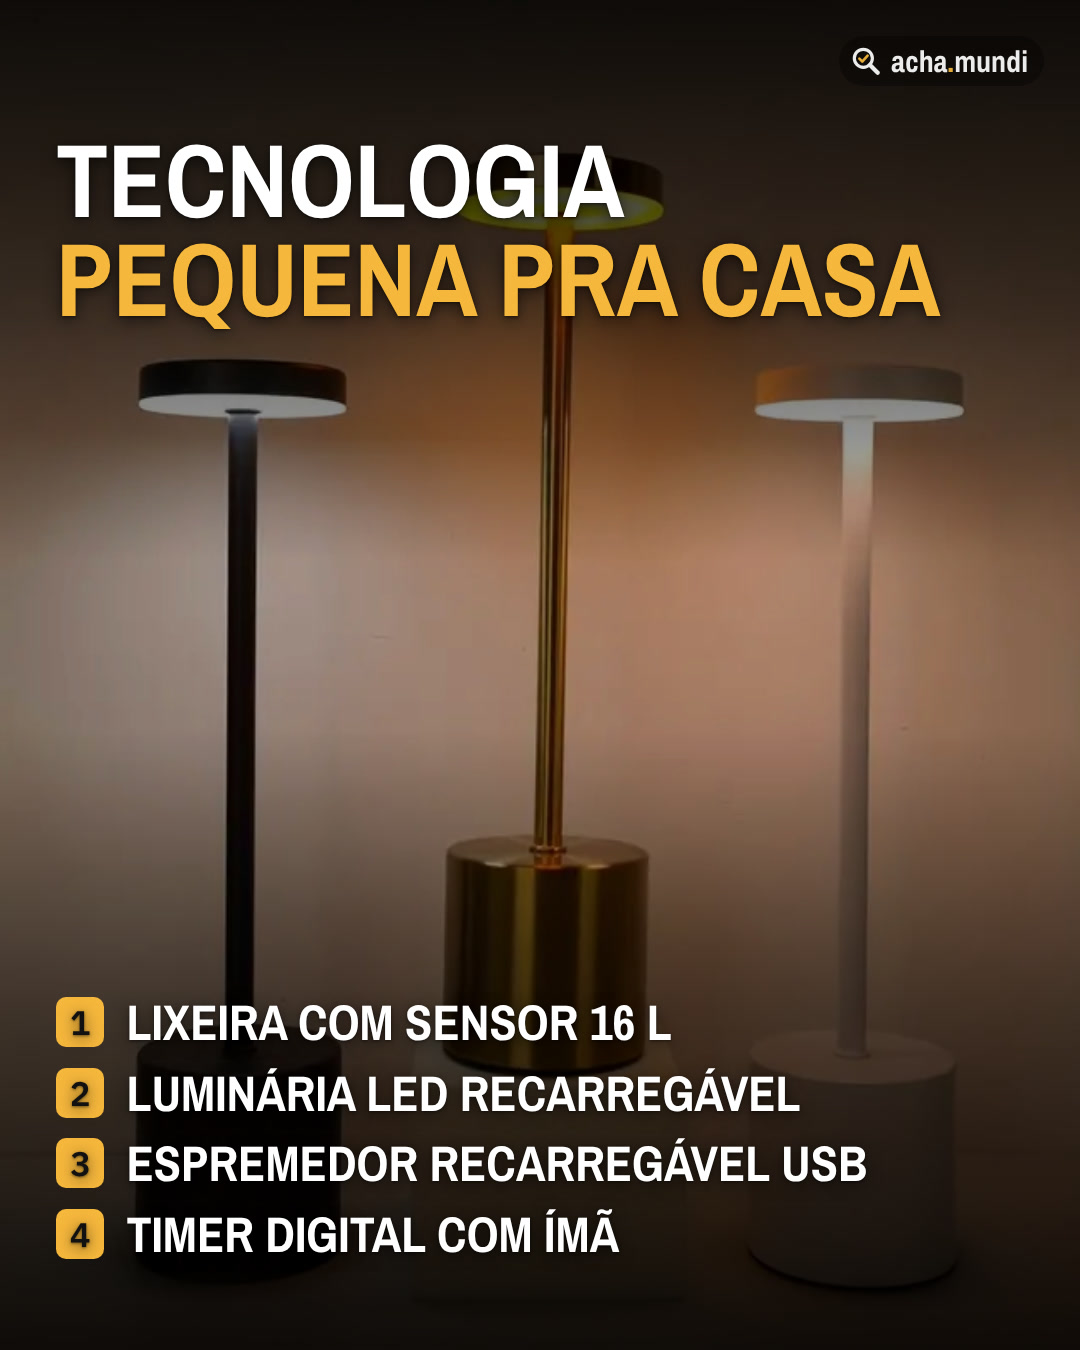 acha.mundi
TECNOLOGIA
PEQUENA PRA CASA
1 LIXEIRA COM SENSOR 16 L
2 LUMINÁRIA LED RECARREGÁVEL
3 ESPREMEDOR RECARREGÁVEL USB
4 TIMER DIGITAL COM ÍMÃ